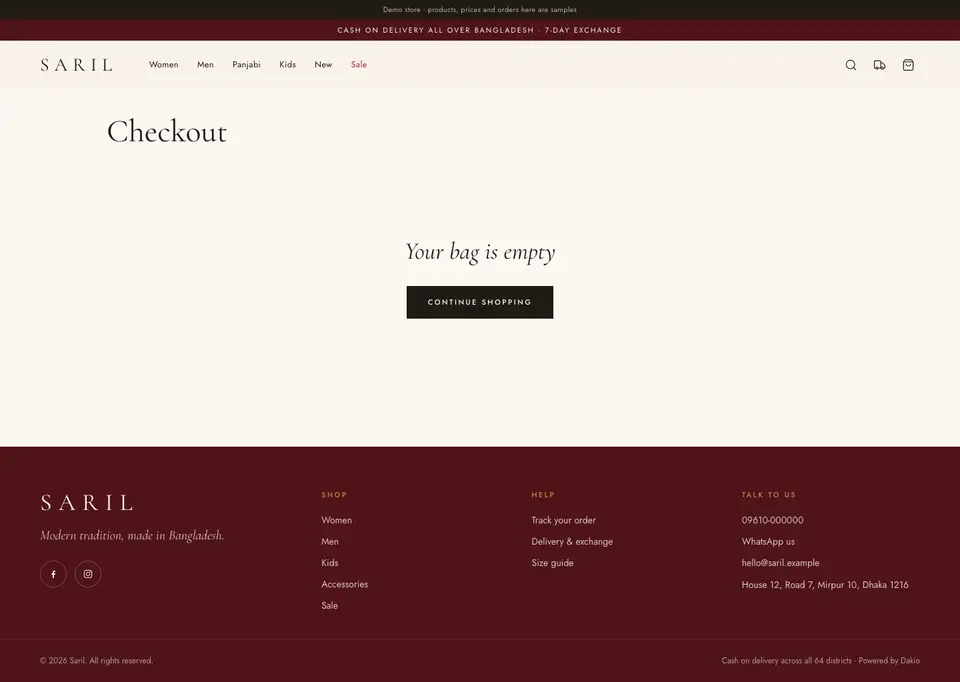 Demo store - products, prices and orders here are samples
CASH ON DELIVERY ALL OVER BANGLADESH · 7-DAY EXCHANGE
SARIL
Women
Men
Panjabi
Kids
New
Sale
Checkout
Your bag is empty
CONTINUE SHOPPING
SARIL
Modern tradition, made in Bangladesh.
SHOP
Women
Men
Kids
Accessories
Sale
HELP
Track your order
Delivery & exchange
Size guide
TALK TO US
09610-000000
WhatsApp us
hello@saril.example
House 12, Road 7, Mirpur 10, Dhaka 1216
© 2026 Saril. All rights reserved.
Cash on delivery across all 64 districts · Powered by Dakio